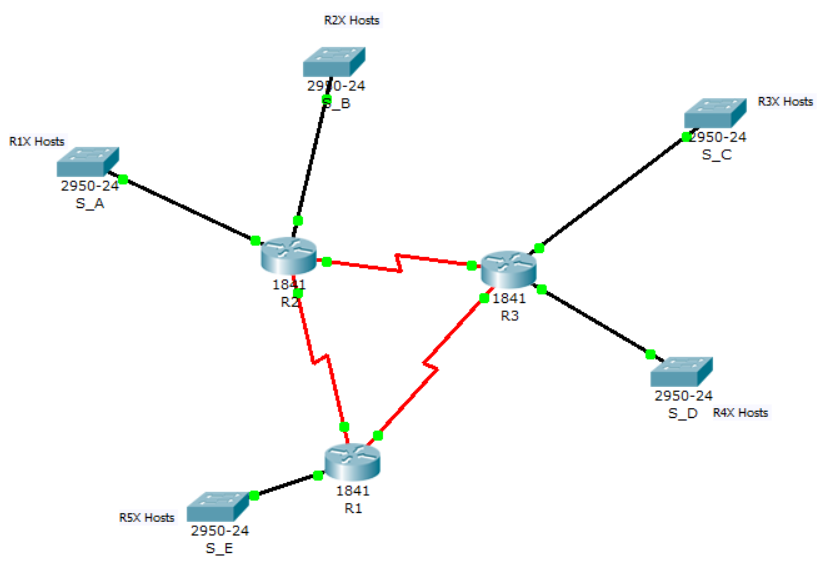 R2X Hosts
2950-24
S_B
R3X Hosts
2950-24
S_C
R1X Hosts
2950-24
S_A
1841
R2
1841
R3
2950-24
S_D
R4X Hosts
1841
R1
R5X Hosts
2950-24
S_E